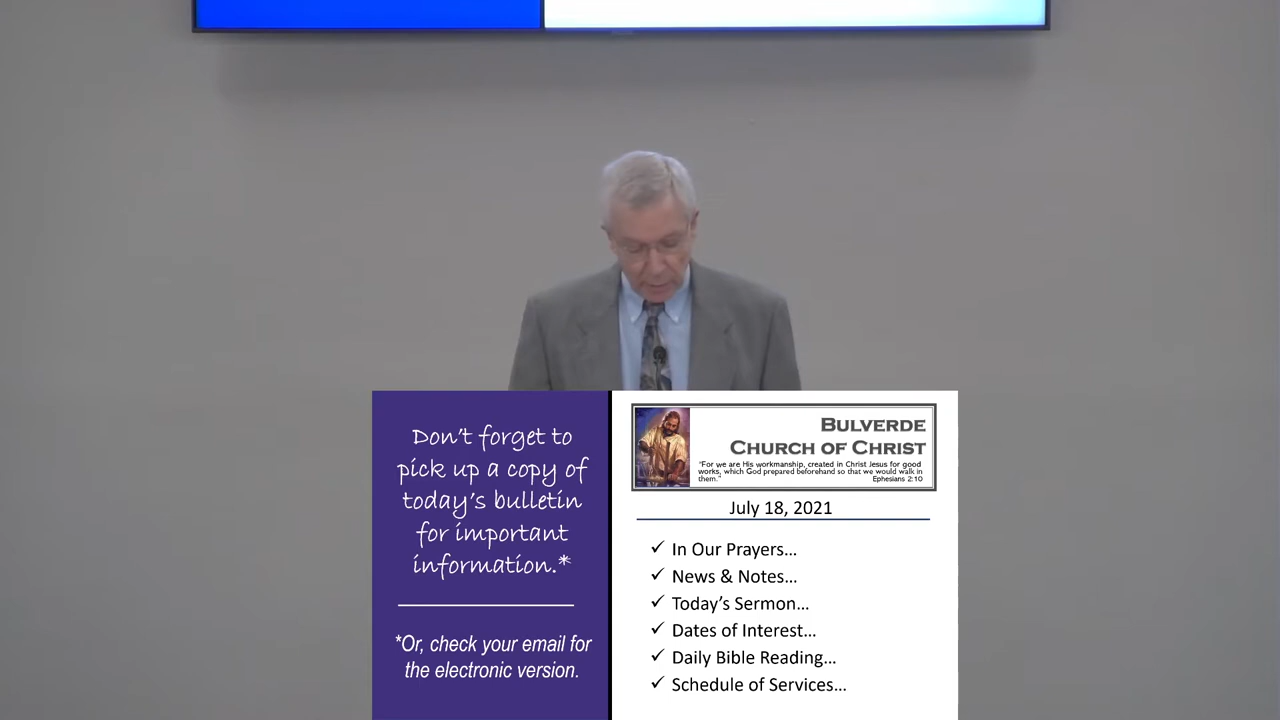 Don't forget to
pick up a copy of
today's bulletin
for important
information.*
*Or, check your email for
the electronic version.
BULVERDE
CHURCH OF CHRIST
"For we are His workmanship, created in Christ Jesus for good
works, which God prepared beforehand so that we would walk in
them."
Ephesians 2:10
July 18, 2021
✓ In Our Prayers...
✓ News & Notes...
✓ Today's Sermon...
✓ Dates of Interest...
✓ Daily Bible Reading...
✓ Schedule of Services...